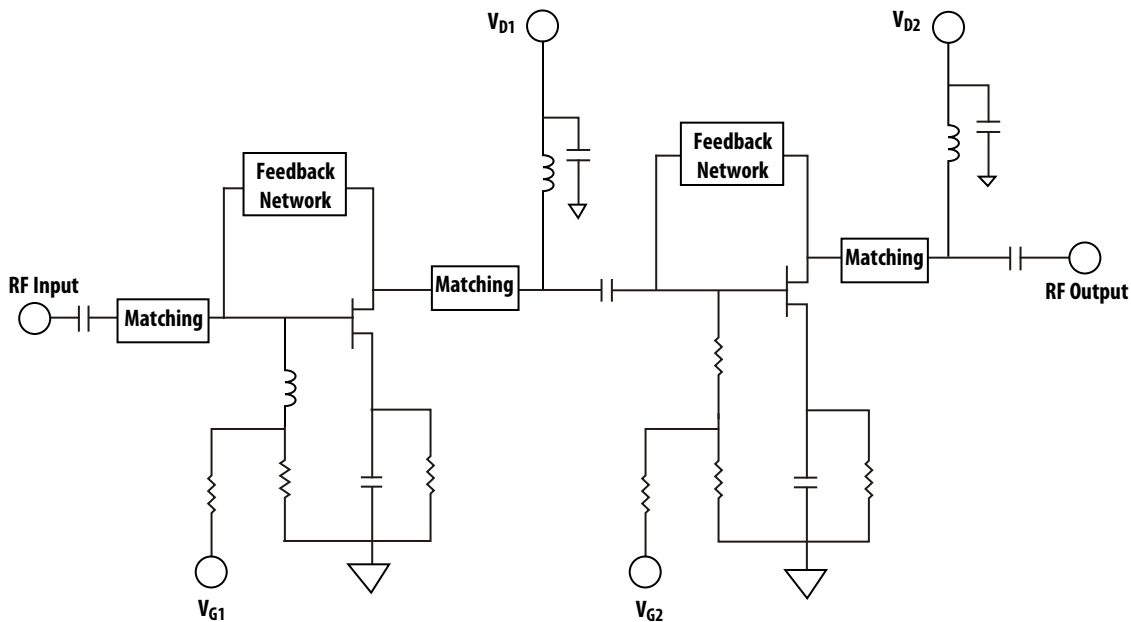 V_D1
V_D2
Feedback
Network
Feedback
Network
RF Input
Matching
Matching
Matching
RF Output
V_G1
V_G2